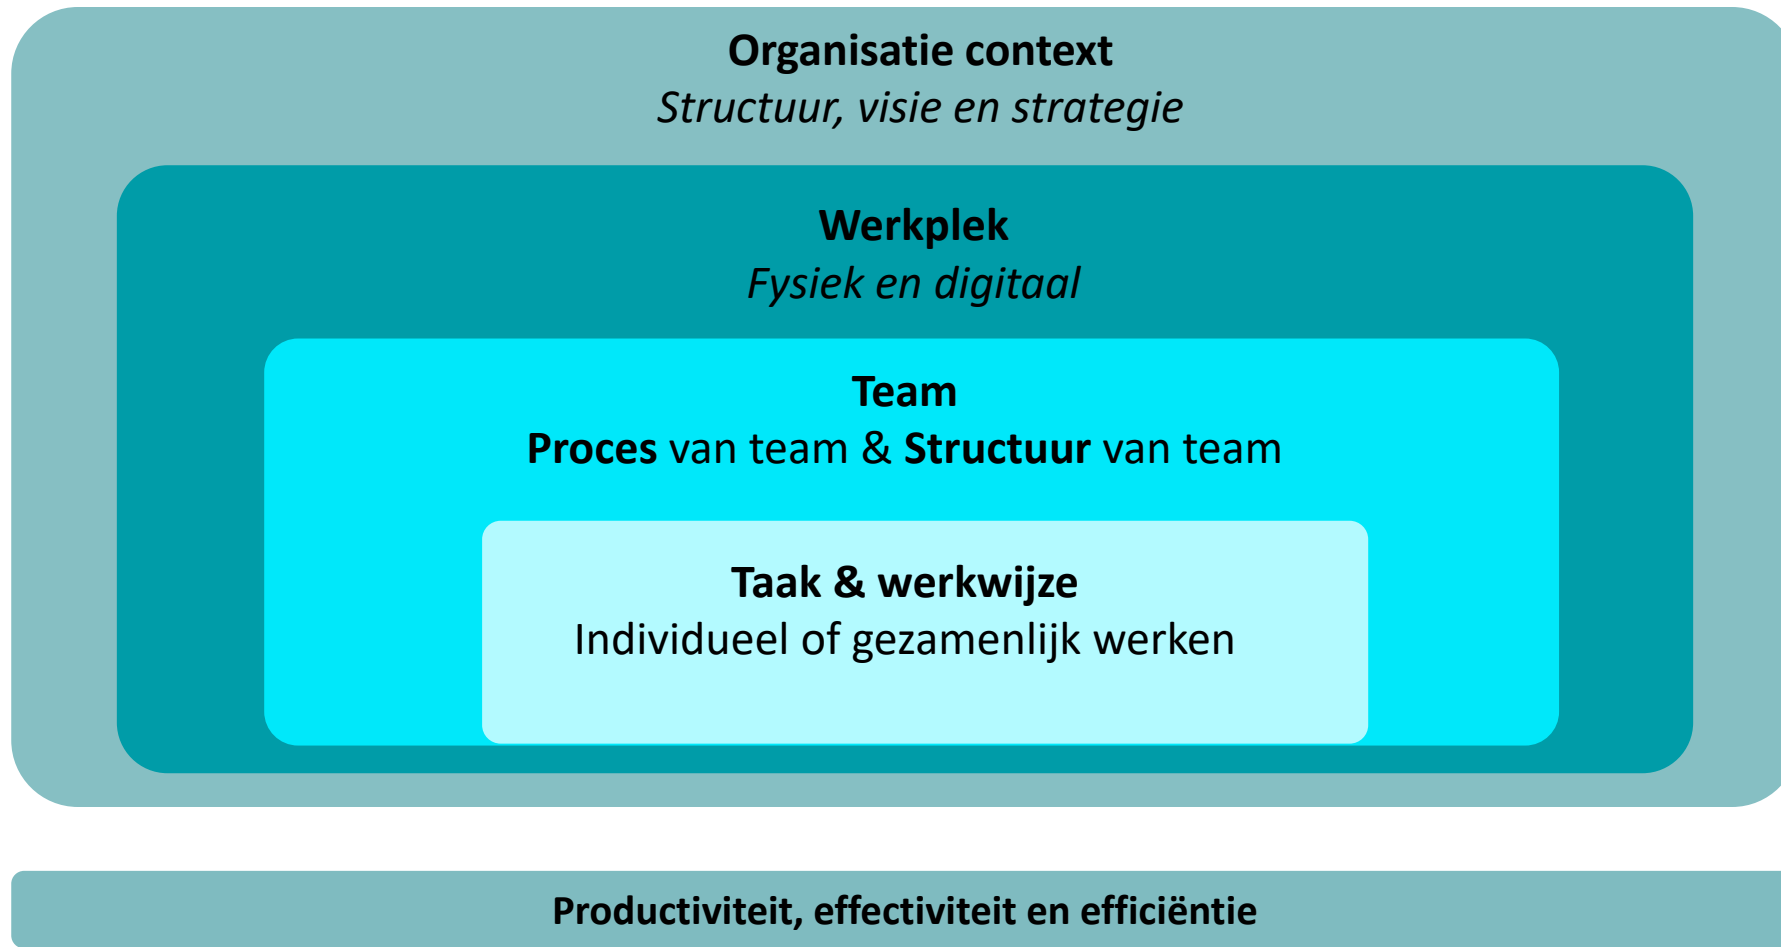 Organisatie context
Structuur, visie en strategie
Werkplek
Fysiek en digitaal
Team
Proces van team & Structuur van team
Taak & werkwijze
Individueel of gezamenlijk werken
Productiviteit, effectiviteit en efficiëntie